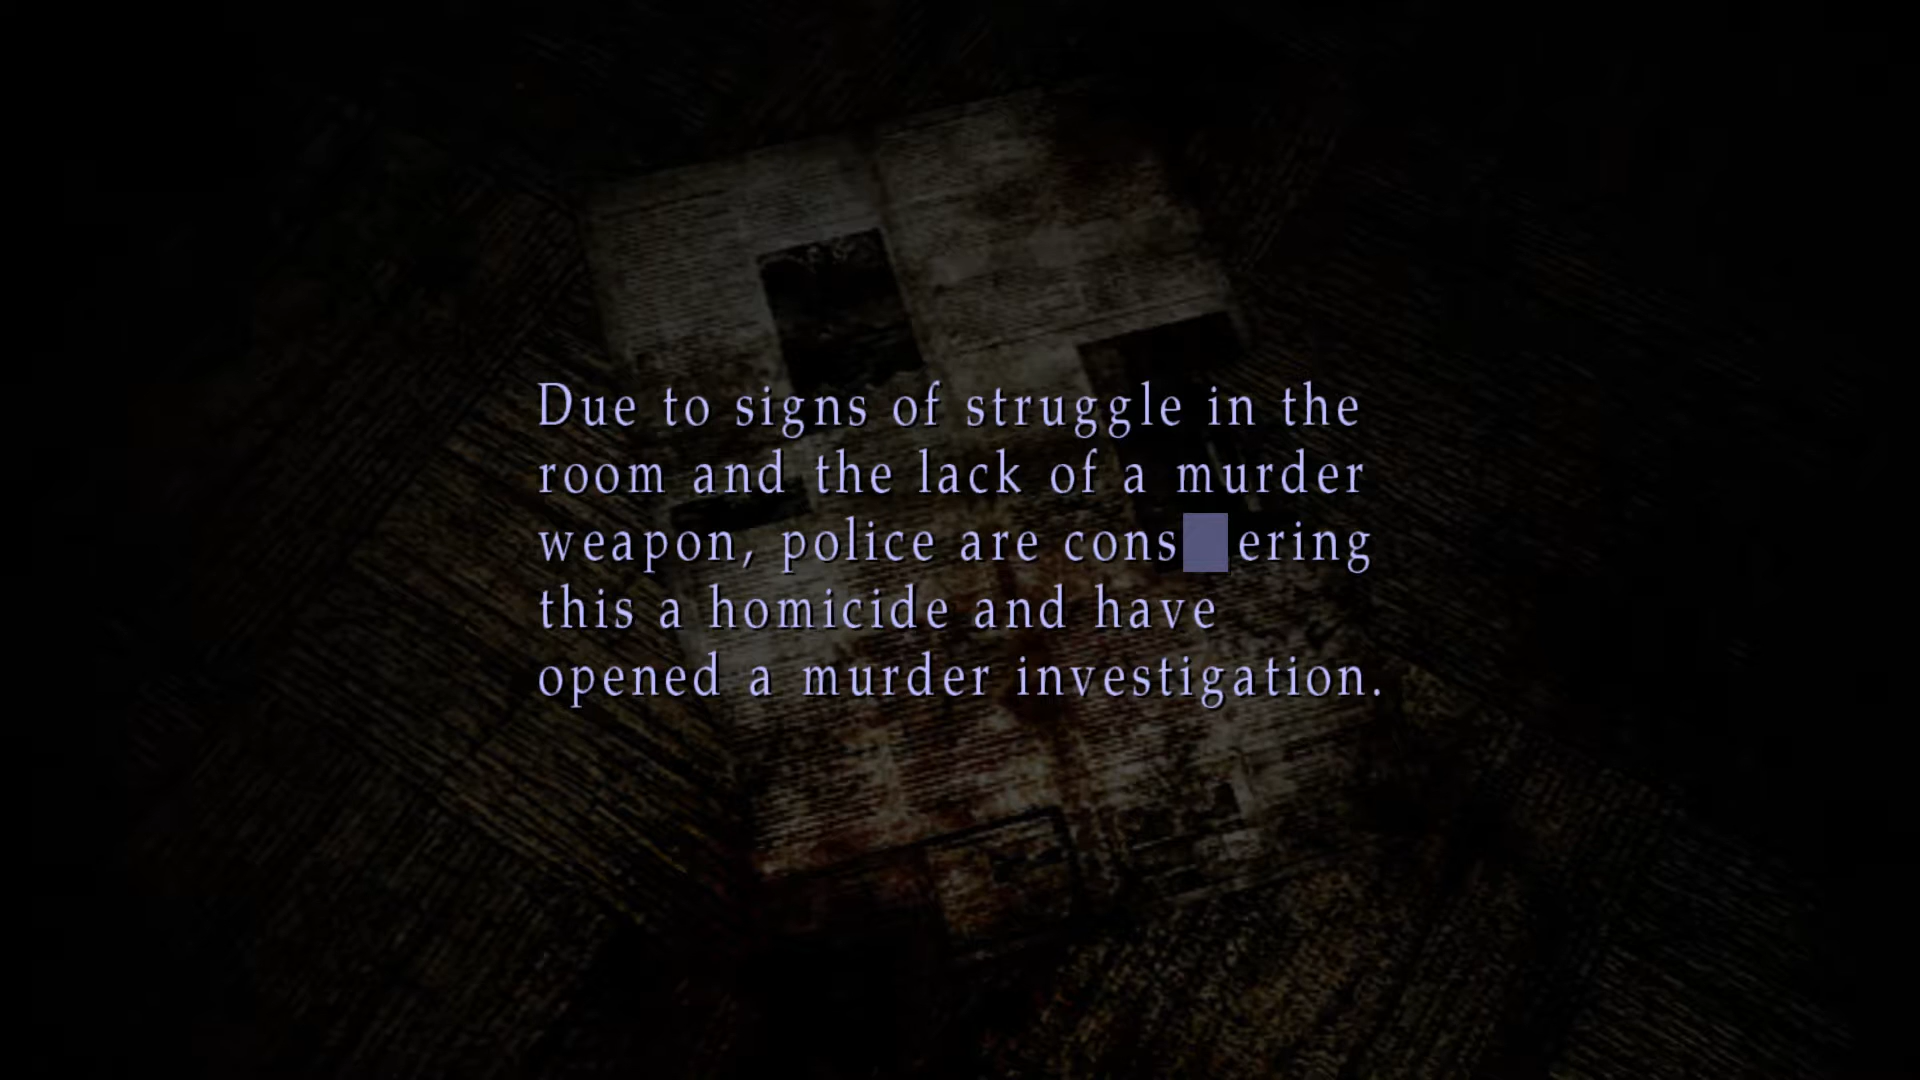 Due to signs of struggle in the
room and the lack of a murder
weapon, police are
this a homicide and have
opened a murder investigation.